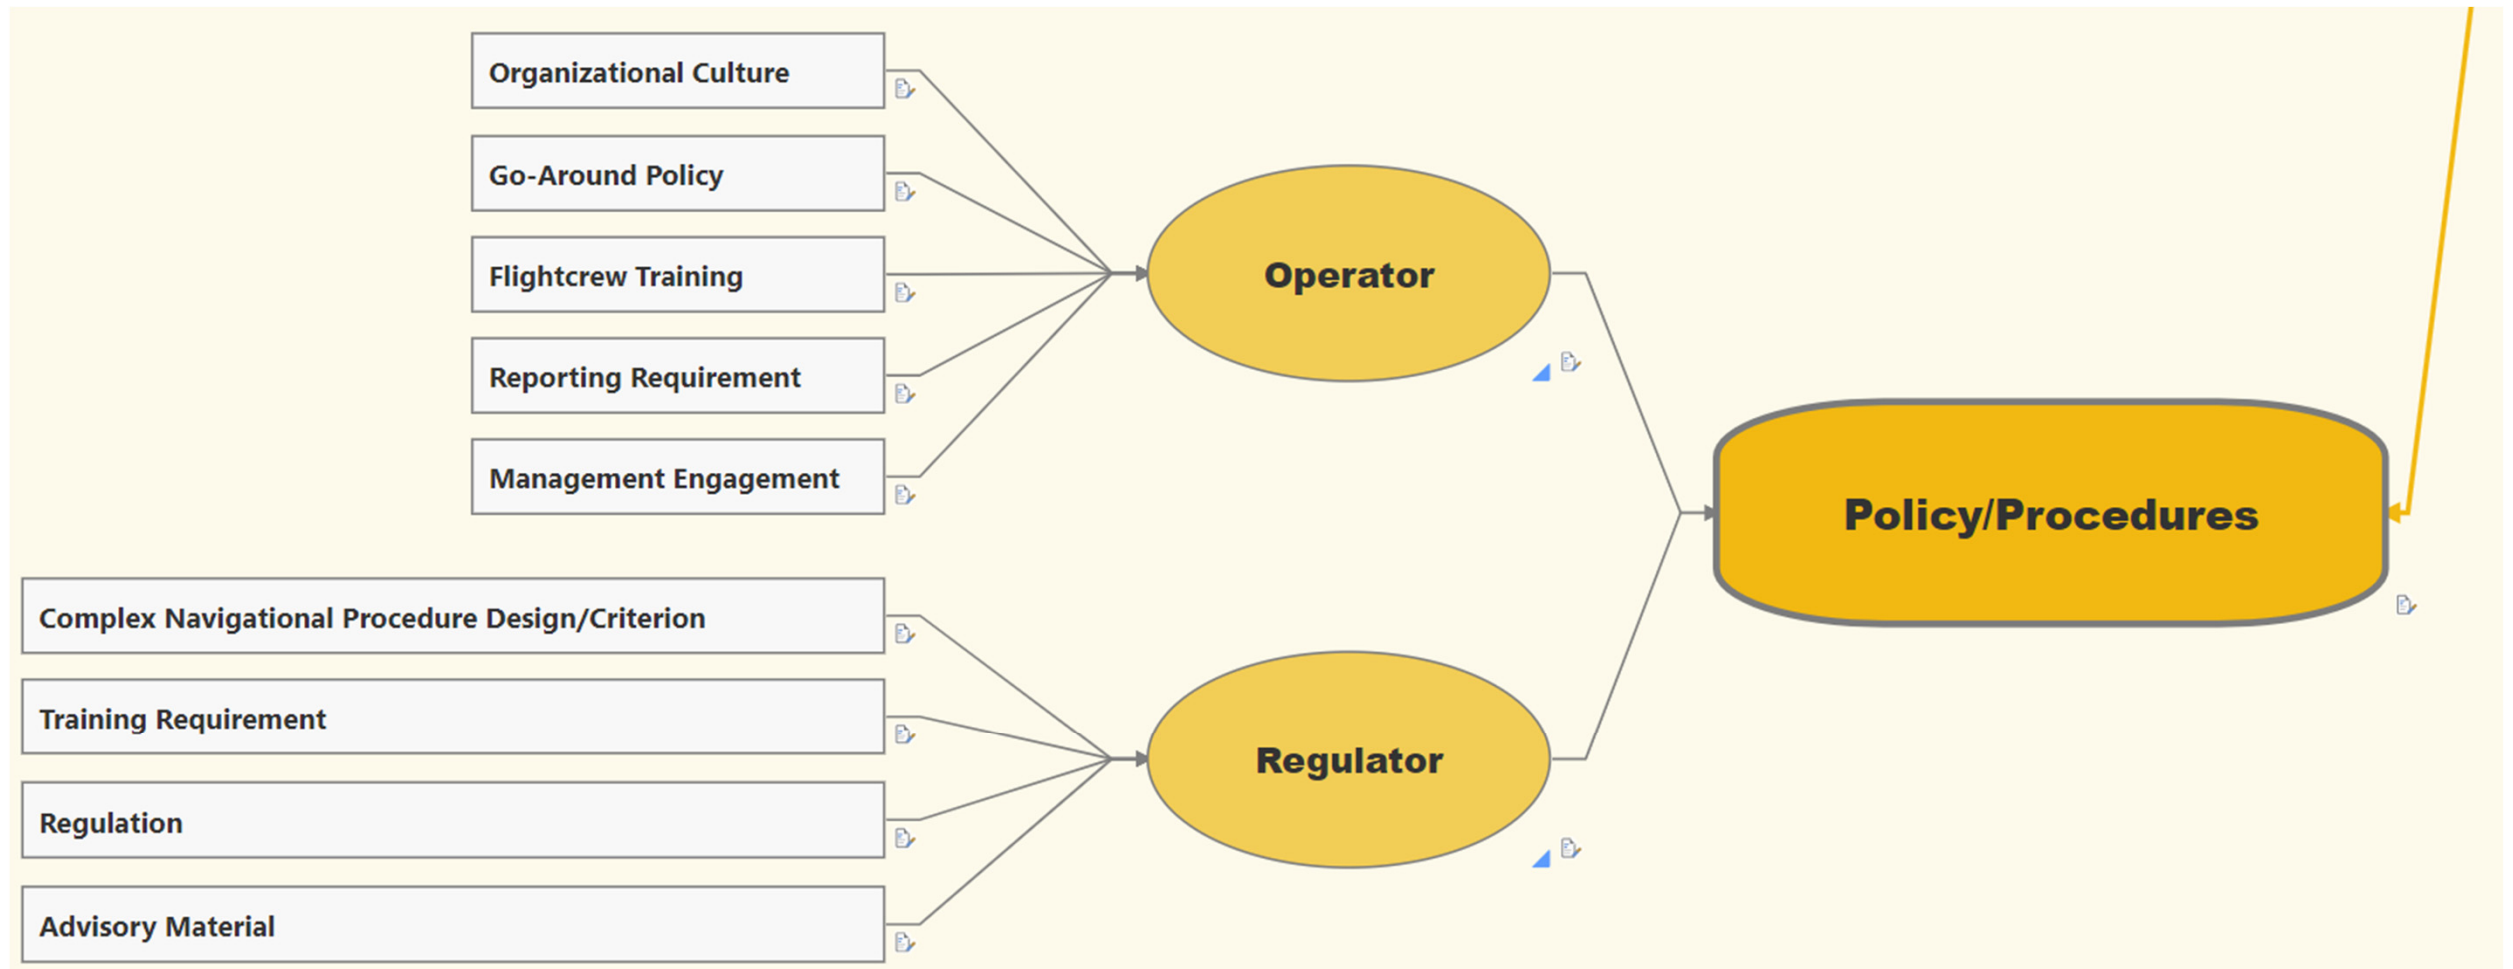 Organizational Culture
Go-Around Policy
Flightcrew Training
Reporting Requirement
Management Engagement
Operator
Policy/Procedures
Complex Navigational Procedure Design/Criterion
Training Requirement
Regulation
Advisory Material
Regulator